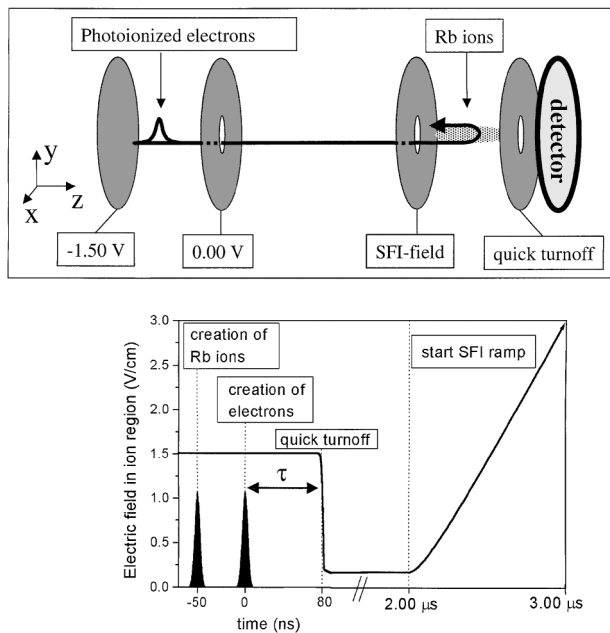 Photoionized electrons
Rb ions
detector
y
x
z
-1.50 V
0.00 V
SFI-field
quick turnoff
Electric field in ion region (V/cm)
3.0
2.5
2.0
1.5
1.0
0.5
0.0
creation of
Rb ions
creation of
electrons
quick turnoff
τ
start SFI ramp
-50
0
80
2.00 μs
3.00 μs
time (ns)